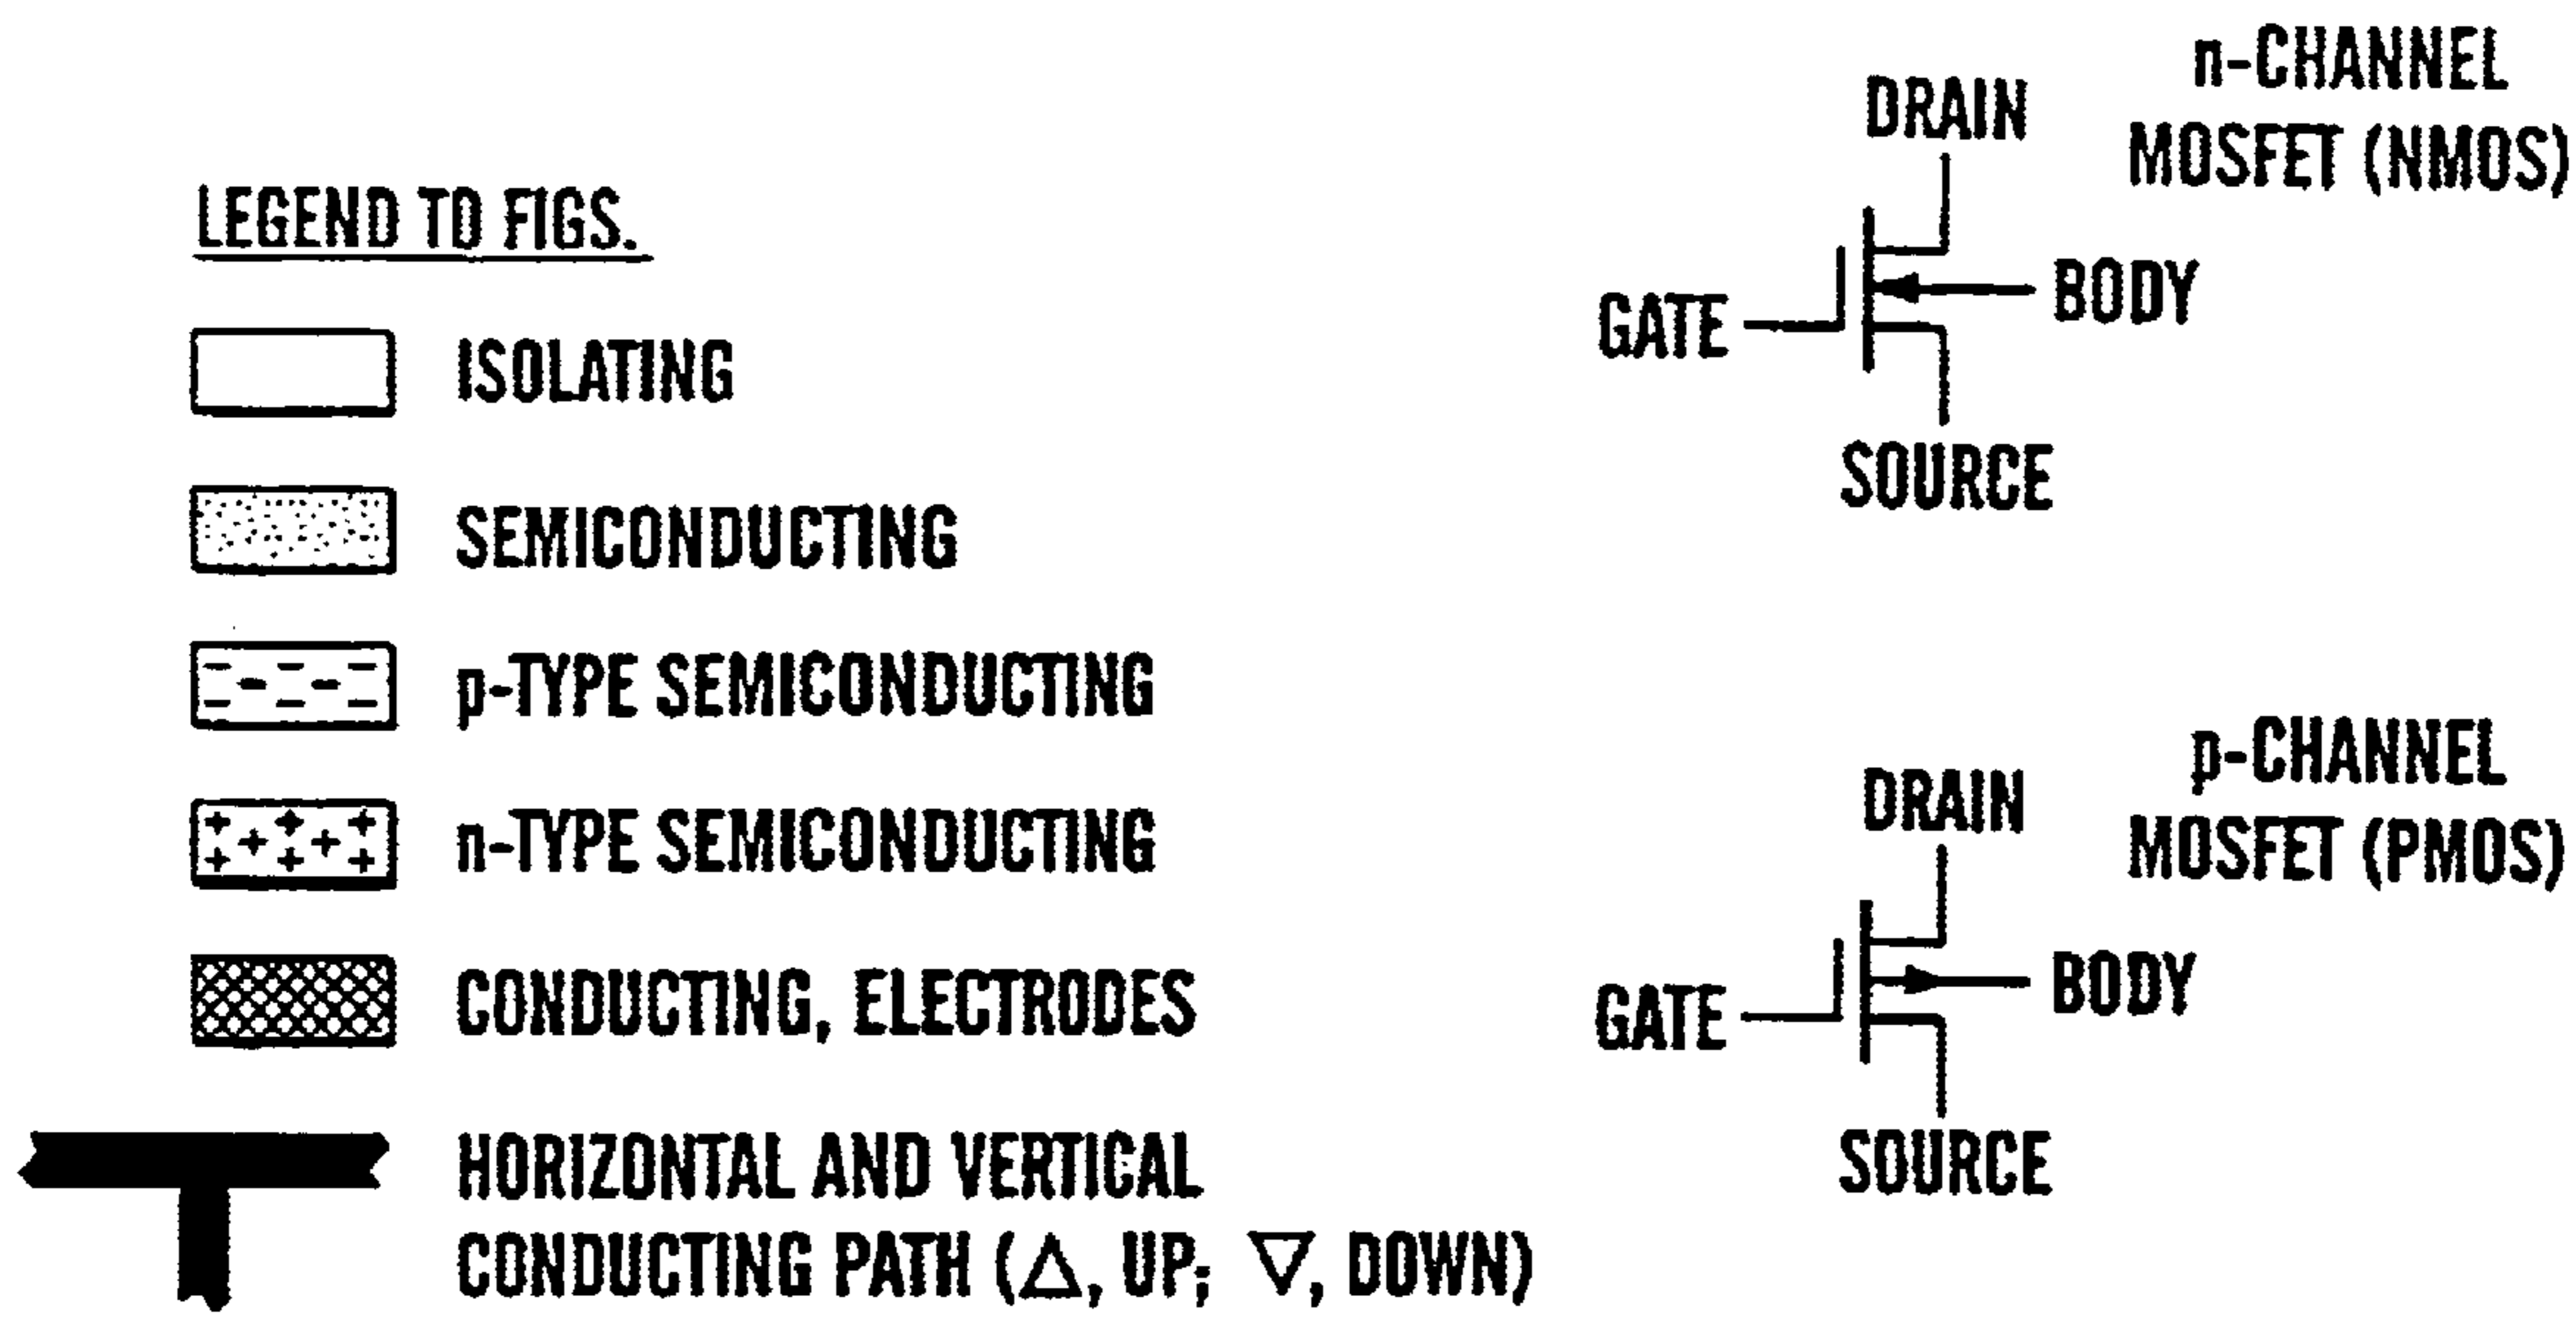 LEGEND TO FIGS.
ISOLATING
SEMICONDUCTING
p-TYPE SEMICONDUCTING
n-TYPE SEMICONDUCTING
CONDUCTING, ELECTRODES
HORIZONTAL AND VERTICAL
CONDUCTING PATH (△, UP; ▽, DOWN)
n-CHANNEL
MOSFET (NMOS)
DRAIN
GATE
BODY
SOURCE
p-CHANNEL
MOSFET (PMOS)
DRAIN
GATE
BODY
SOURCE